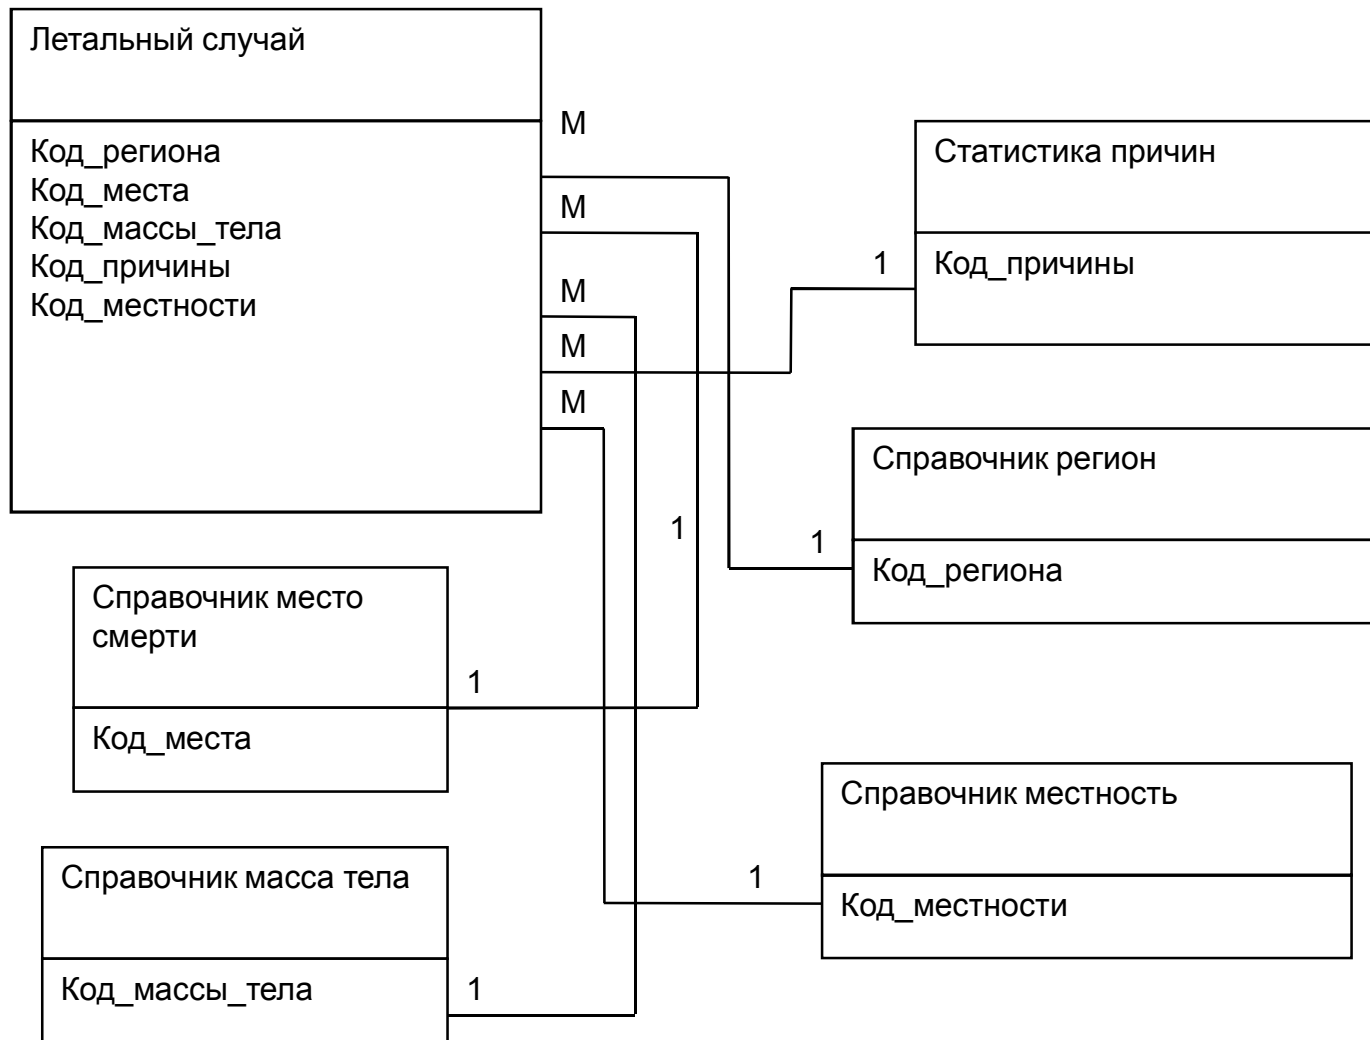 Летальный случай
Код_региона
Код_места
Код_массы_тела
Код_причины
Код_местности
М
М
М
М
М
Статистика причин
1
Код_причины
Справочник регион
1
Код_региона
1
Справочник место
смерти
1
Код_места
Справочник местность
1
Код_местности
Справочник масса тела
Код_массы_тела
1